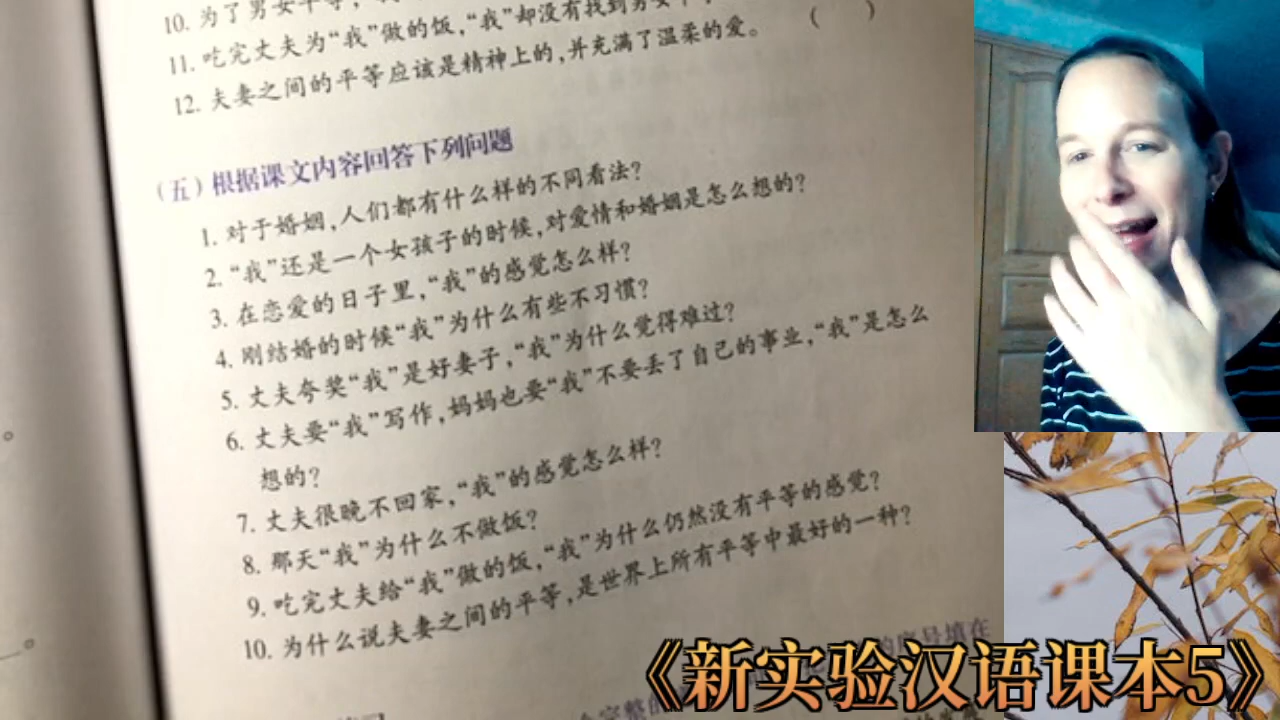 10. 为了男女平等，
11. 吃完丈夫为“我”做的饭，“我”却没有找到男女
12. 夫妻之间的平等应该是精神上的，并充满了温柔的爱。 （ ）
（五）根据课文内容回答下列问题
1. 对于婚姻，人们都有什么样的不同看法？
2. “我”还是一个女孩子的时候，对爱情和婚姻是怎么想的？
3. 在恋爱的日子里，“我”的感觉怎么样？
4. 刚结婚的时候“我”为什么有些不习惯？
5. 丈夫夸奖“我”是好妻子，“我”为什么觉得难过？
6. 丈夫要“我”写作，妈妈也要“我”不要丢了自己的事业，“我”是怎么
想的？
7. 丈夫很晚不回家，“我”的感觉怎么样？
8. 那天“我”为什么不做饭？
9. 吃完丈夫给“我”做的饭，“我”为什么仍然没有平等的感觉？
10. 为什么说夫妻之间的平等，是世界上所有平等中最好的一种？
个完整的
序号填在
《新实验汉语课本5》